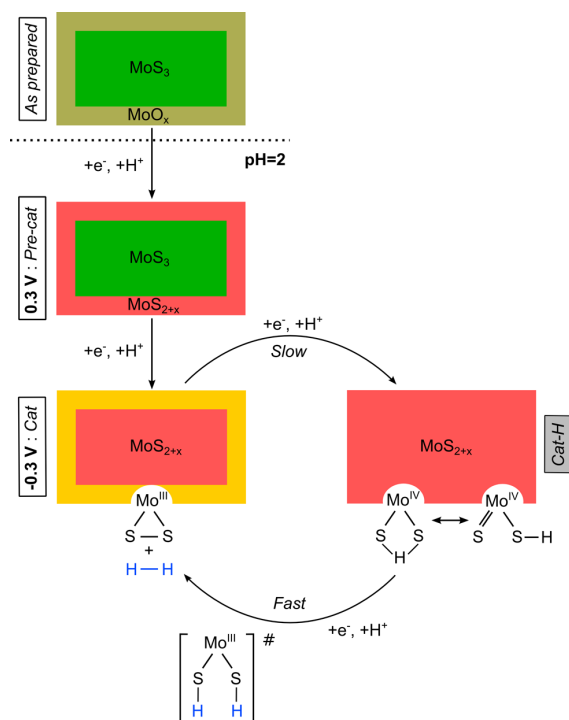 As prepared
MoS₃
MoOₓ
pH=2
+e⁻, +H⁺
0.3 V : Pre-cat
MoS₃
MoS₂₊ₓ
+e⁻, +H⁺
+e⁻, +H⁺
Slow
-0.3 V : Cat
MoS₂₊ₓ
MoS₂₊ₓ
Cat-H
Moᴵᴵᴵ
S S
+
H H
Moᴵⱽ
S S
H
Moᴵⱽ
S S H
Fast
+e⁻, +H⁺
Moᴵᴵᴵ
#
S S
H H